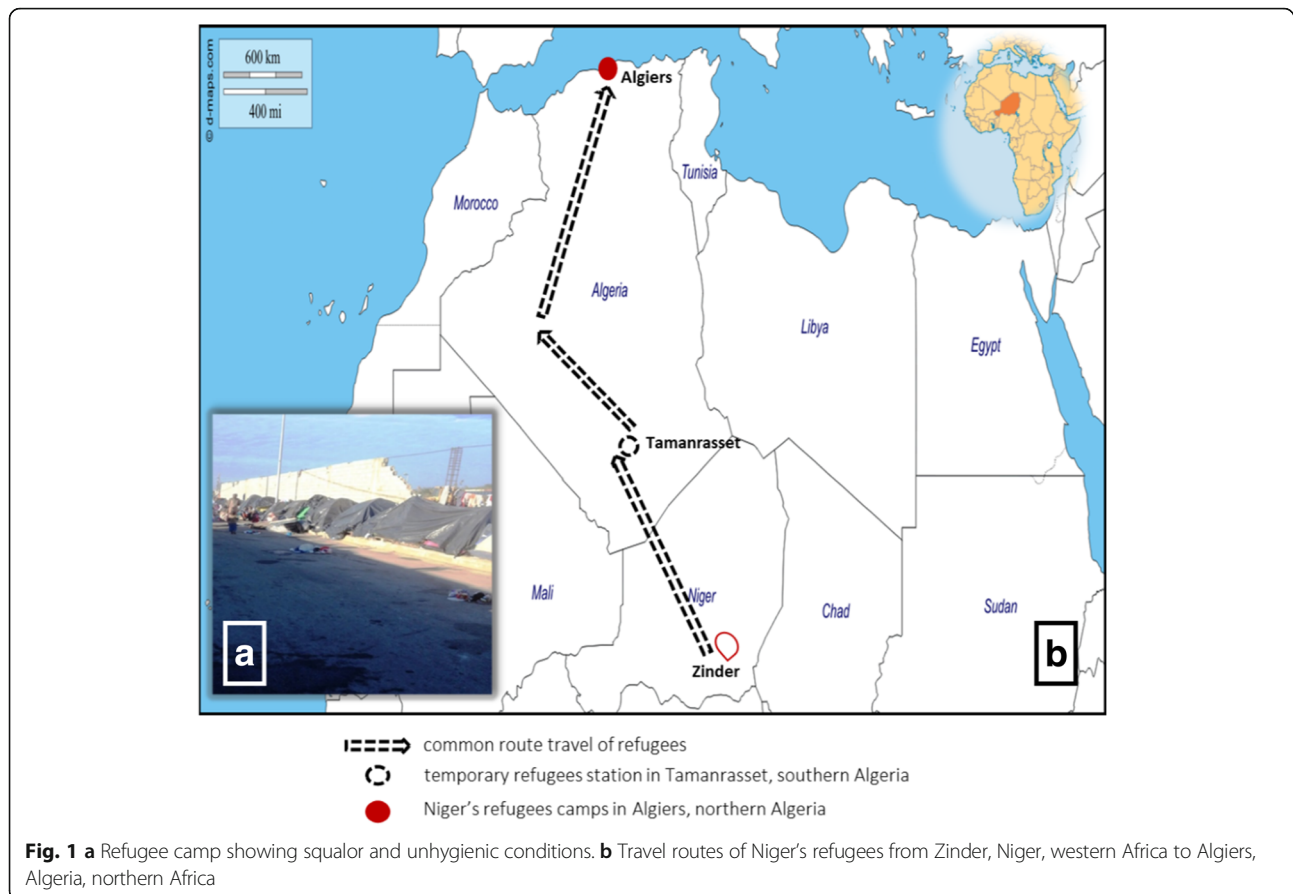 © d-maps.com
600 km
400 mi
Algiers
Tunisia
Morocco
Algeria
Libya
Egypt
Tamanrasset
Mali
Niger
Chad
Sudan
Zinder
a
b
common route travel of refugees
temporary refugees station in Tamanrasset, southern Algeria
Niger's refugees camps in Algiers, northern Algeria
Fig. 1 a Refugee camp showing squalor and unhygienic conditions. b Travel routes of Niger's refugees from Zinder, Niger, western Africa to Algiers,
Algeria, northern Africa